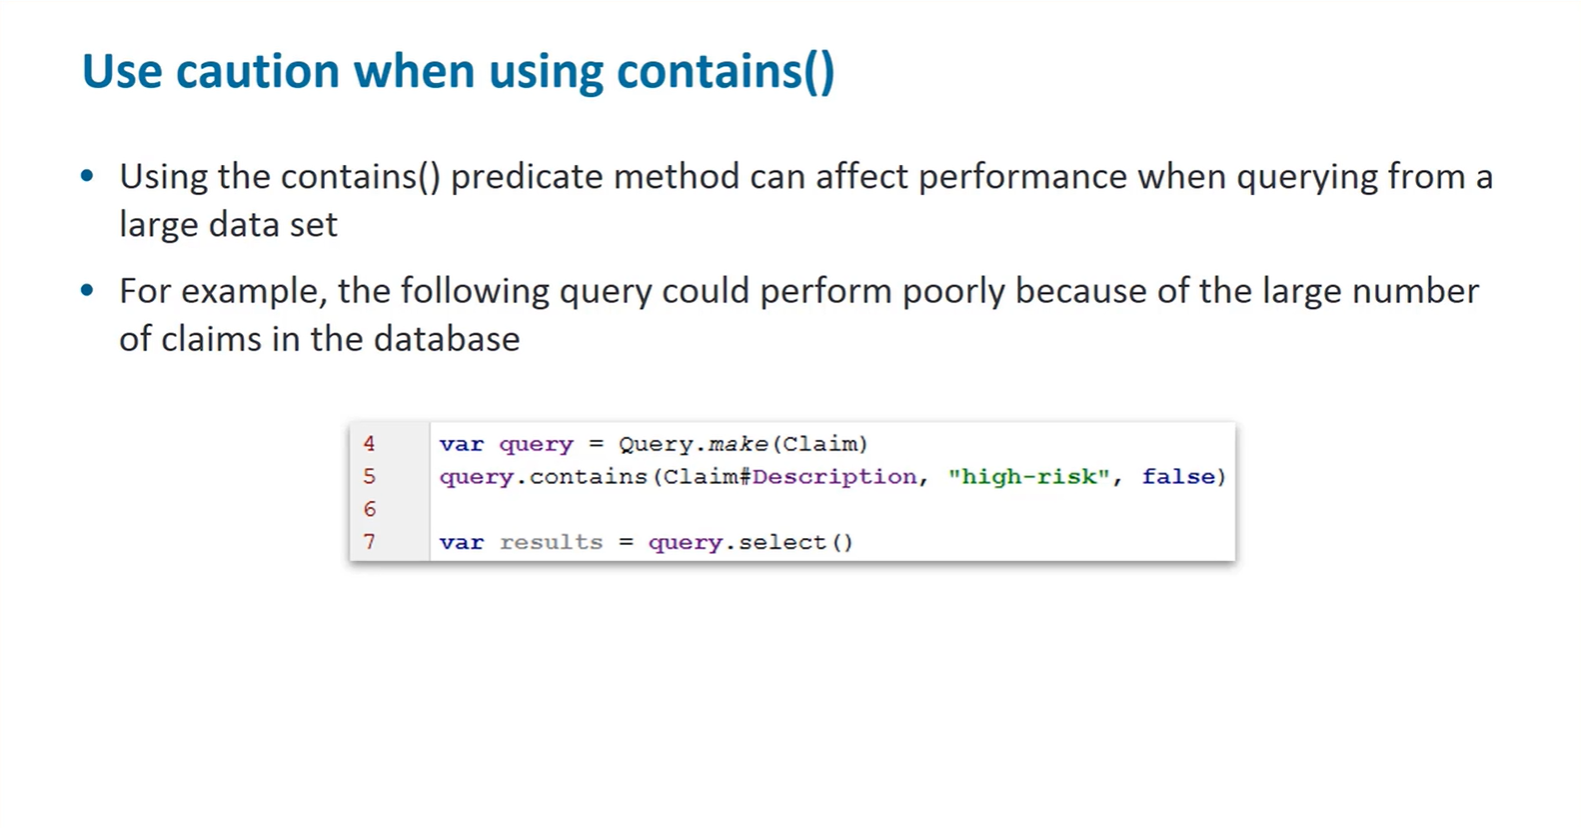 Use caution when using contains()
• Using the contains() predicate method can affect performance when querying from a
large data set
• For example, the following query could perform poorly because of the large number
of claims in the database
4 var query = Query.make(Claim)
5 query.contains(Claim#Description, "high-risk", false)
6
7 var results = query.select()